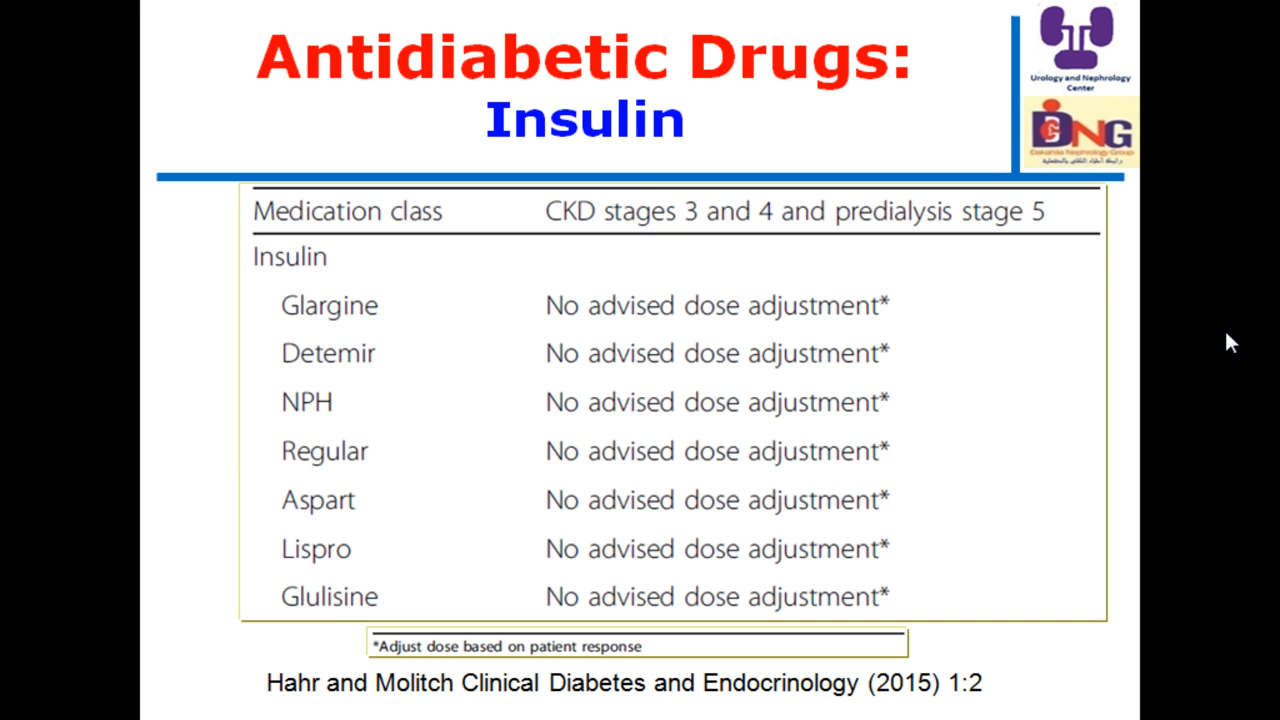 Antidiabetic Drugs:
Insulin
Urology and Nephrology
Center
DNG
Dakahlia Nephrology Group
Medication class CKD stages 3 and 4 and predialysis stage 5
Insulin
Glargine No advised dose adjustment*
Detemir No advised dose adjustment*
NPH No advised dose adjustment*
Regular No advised dose adjustment*
Aspart No advised dose adjustment*
Lispro No advised dose adjustment*
Glulisine No advised dose adjustment*
*Adjust dose based on patient response
Hahr and Molitch Clinical Diabetes and Endocrinology (2015) 1:2